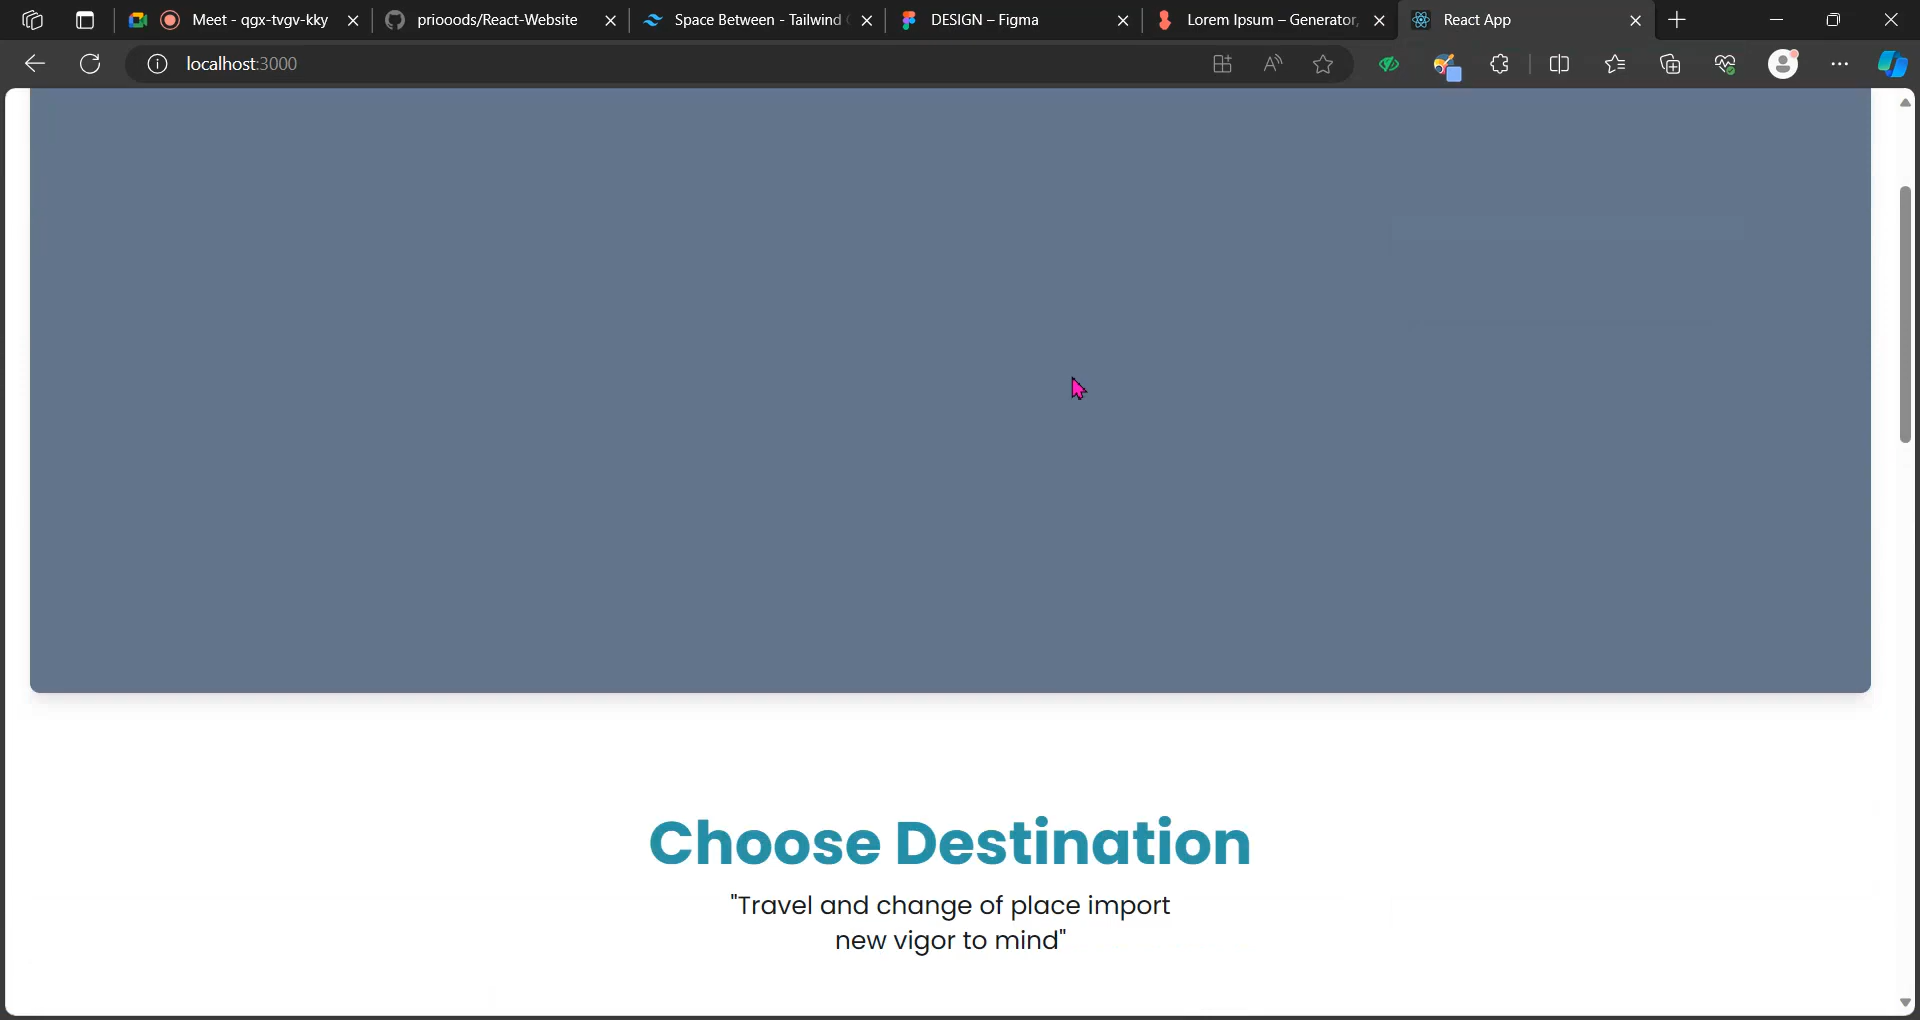 Meet - qgx-tvgv-kky
priooods/React-Website
Space Between - Tailwind
DESIGN – Figma
Lorem Ipsum – Generator,
React App
localhost:3000
Choose Destination
"Travel and change of place import
new vigor to mind"